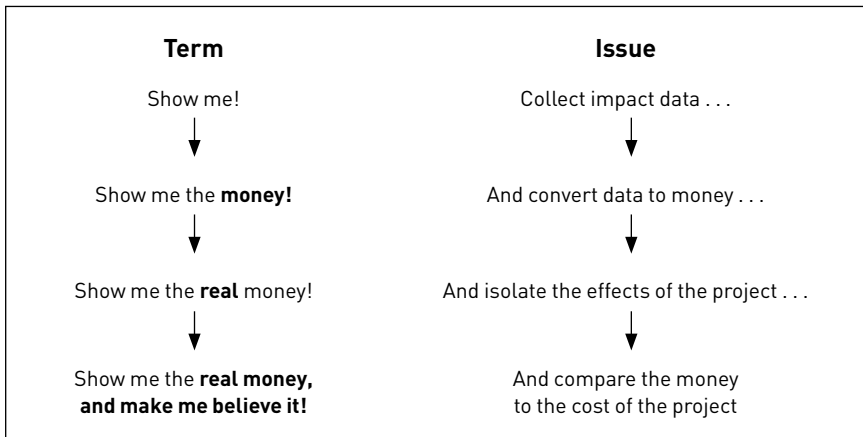 Term Issue
Show me! Collect impact data . . .
Show me the money! And convert data to money . . .
Show me the real money! And isolate the effects of the project . . .
Show me the real money, And compare the money
and make me believe it! to the cost of the project